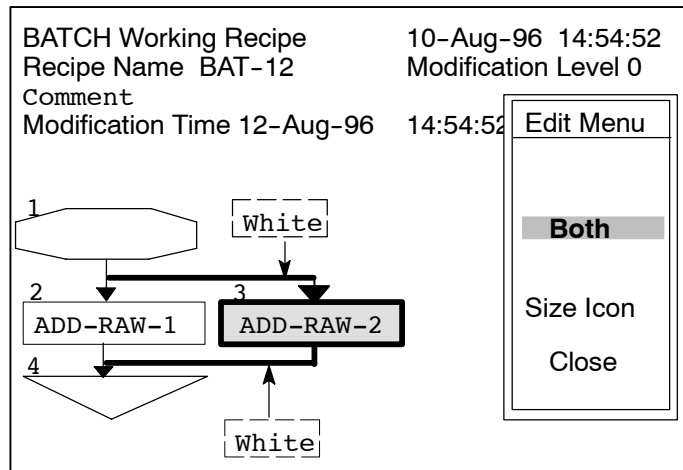 BATCH Working Recipe 10-Aug-96 14:54:52
Recipe Name BAT-12 Modification Level 0
Comment
Modification Time 12-Aug-96 14:54:52
Edit Menu
Both
Size Icon
Close
1
White
2
3
ADD-RAW-1
ADD-RAW-2
4
White